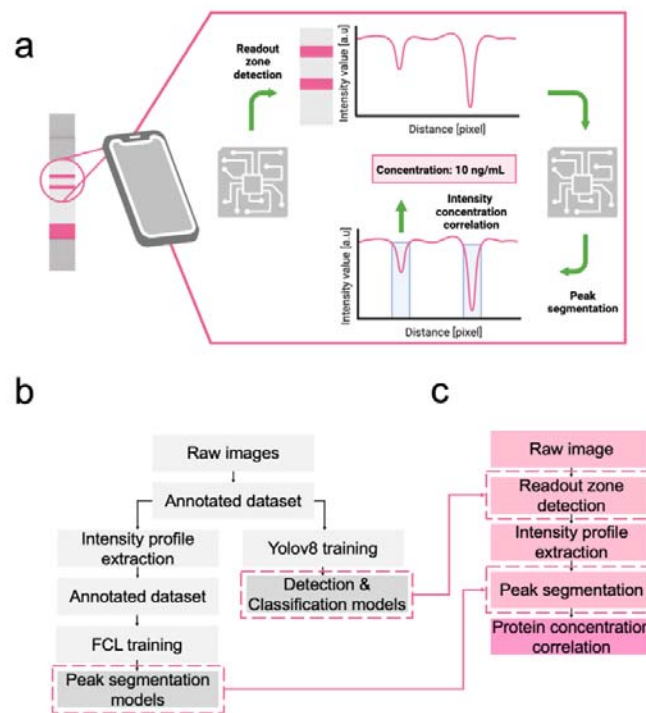 a
Readout
zone
detection
Intensity value [a.u]
Distance [pixel]
Concentration: 10 ng/mL
Intensity
concentration
correlation
Intensity value [a.u]
Distance [pixel]
Peak
segmentation
b
Raw images
Annotated dataset
Intensity profile
extraction
Yolov8 training
Annotated dataset
Detection &
Classification models
FCL training
Peak segmentation
models
c
Raw image
Readout zone
detection
Intensity profile
extraction
Peak segmentation
Protein concentration
correlation